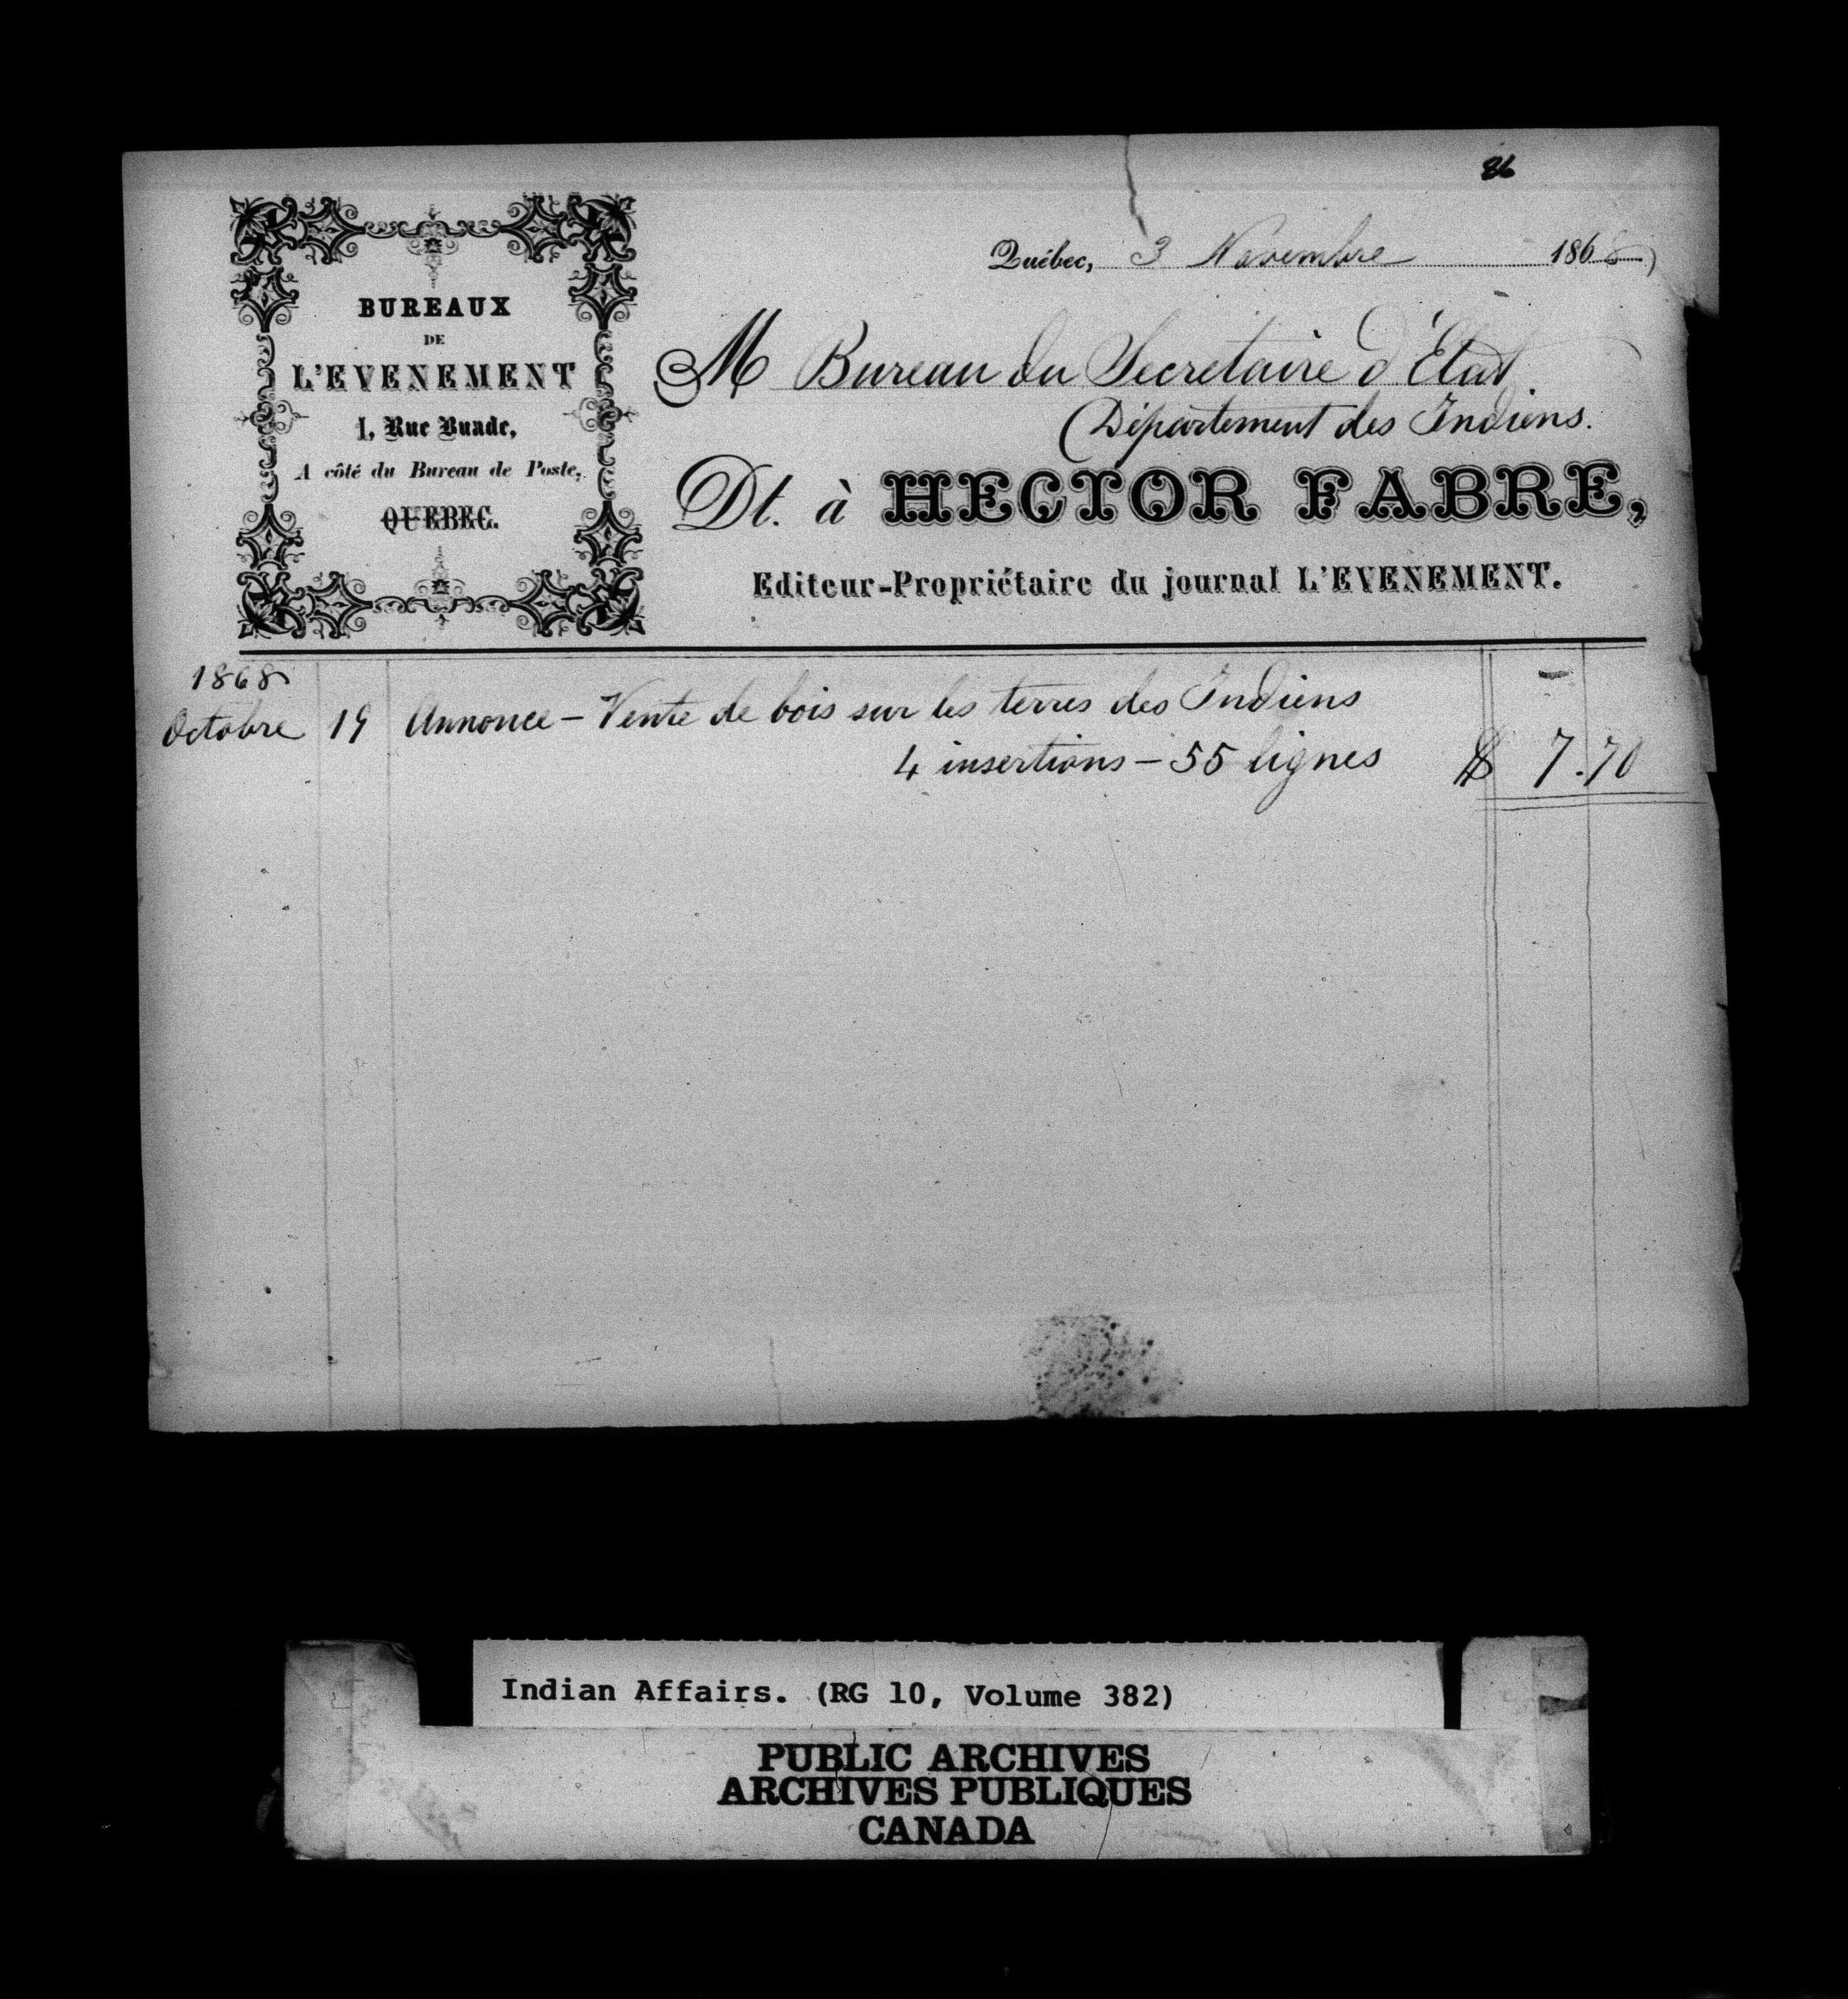 86
BUREAUX
DE
L'EVENEMENT
1, Rue Buade,
A côté du Bureau de Poste,
QUEBEC.
Québec, 3 Novembre 1868
M Bureau du Secretaire d'État.
Département des Indiens.
Dt. à HECTOR FABRE,
Editeur-Propriétaire du journal L'EVENEMENT.
1868
Octobre 19 Annonce – Vente de bois sur les terres des Indiens
4 insertions – 55 lignes $ 7.70
Indian Affairs. (RG 10, Volume 382)
PUBLIC ARCHIVES
ARCHIVES PUBLIQUES
CANADA